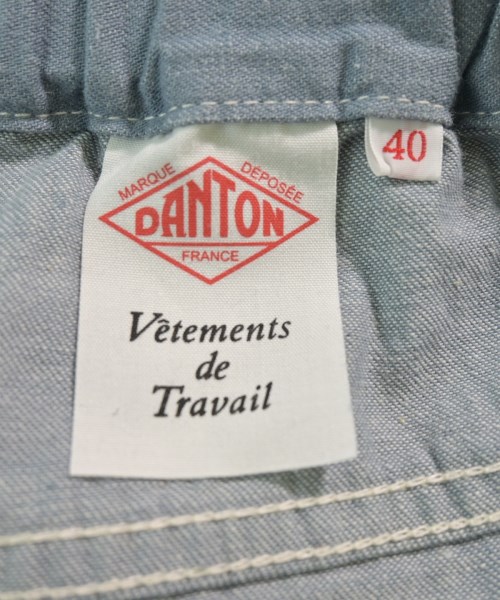 MARQUE DÉPOSÉE
DANTON
FRANCE
Vêtements
de
Travail
40